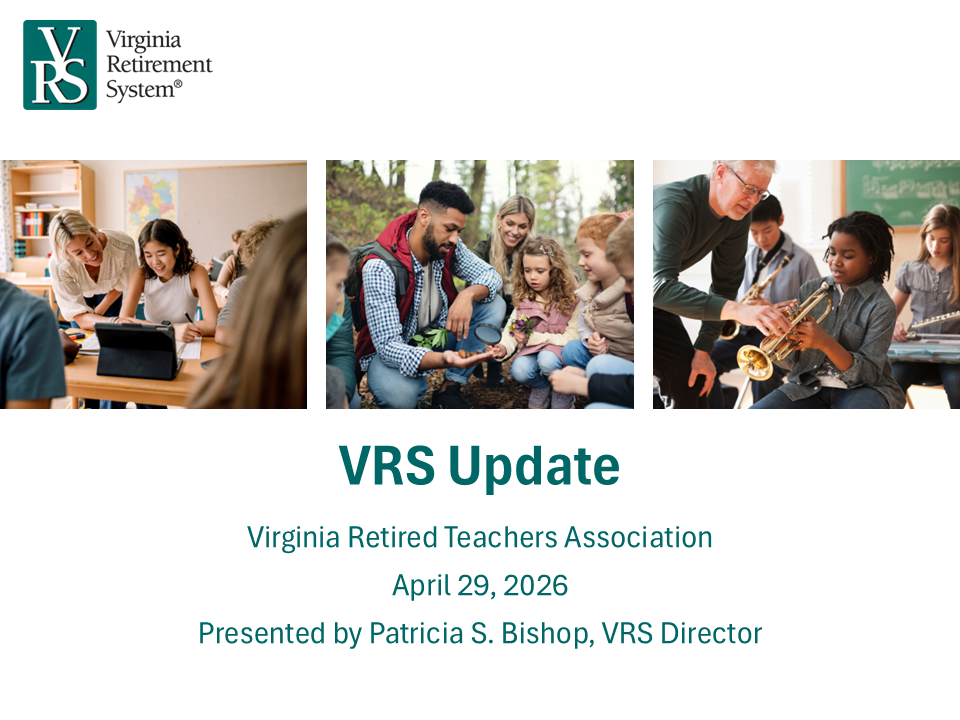 VRS
Virginia
Retirement
System®
VRS Update
Virginia Retired Teachers Association
April 29, 2026
Presented by Patricia S. Bishop, VRS Director